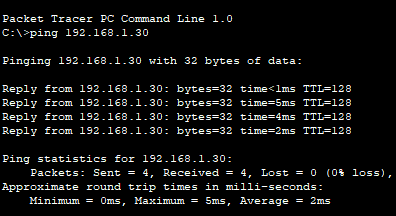 Packet Tracer PC Command Line 1.0
C:\>ping 192.168.1.30
Pinging 192.168.1.30 with 32 bytes of data:
Reply from 192.168.1.30: bytes=32 time<1ms TTL=128
Reply from 192.168.1.30: bytes=32 time=5ms TTL=128
Reply from 192.168.1.30: bytes=32 time=4ms TTL=128
Reply from 192.168.1.30: bytes=32 time=2ms TTL=128
Ping statistics for 192.168.1.30:
Packets: Sent = 4, Received = 4, Lost = 0 (0% loss),
Approximate round trip times in milli-seconds:
Minimum = 0ms, Maximum = 5ms, Average = 2ms